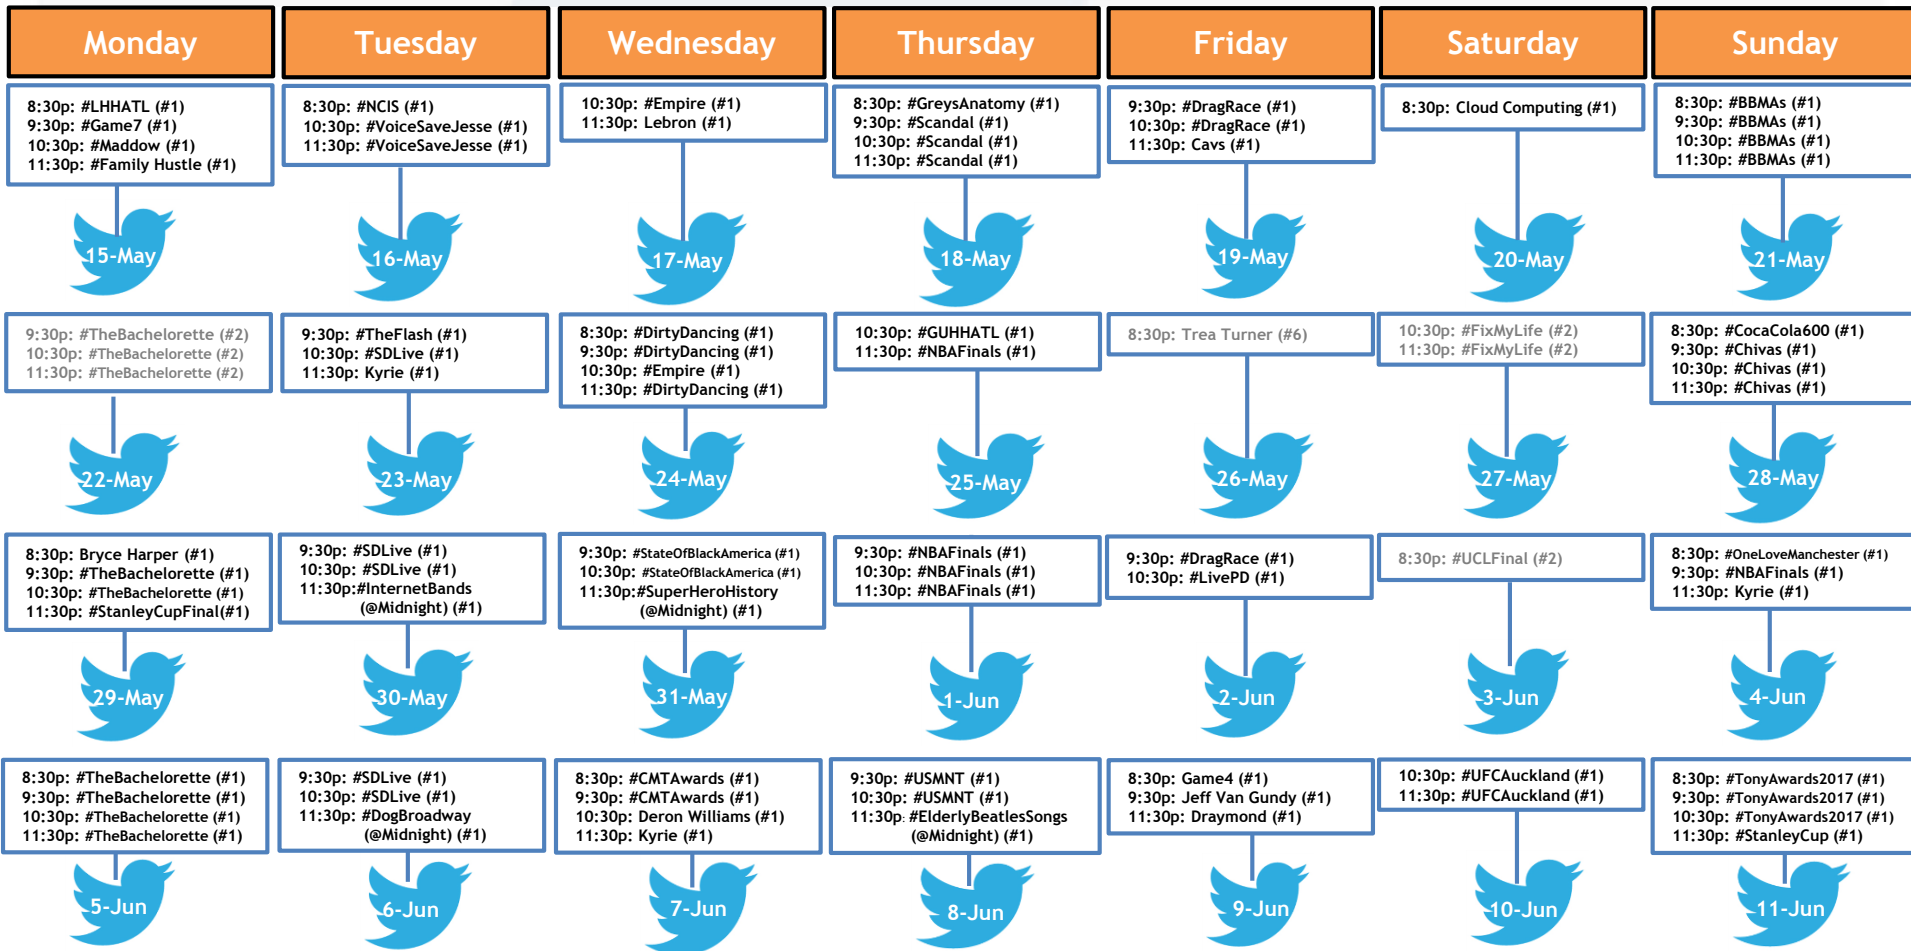 Monday
Tuesday
Wednesday
Thursday
Friday
Saturday
Sunday
8:30p: #LHHATL (#1)
9:30p: #Game7 (#1)
10:30p: #Maddow (#1)
11:30p: #Family Hustle (#1)
15-May
8:30p: #NCIS (#1)
10:30p: #VoiceSaveJesse (#1)
11:30p: #VoiceSaveJesse (#1)
16-May
10:30p: #Empire (#1)
11:30p: Lebron (#1)
17-May
8:30p: #GreysAnatomy (#1)
9:30p: #Scandal (#1)
10:30p: #Scandal (#1)
11:30p: #Scandal (#1)
18-May
9:30p: #DragRace (#1)
10:30p: #DragRace (#1)
11:30p: Cavs (#1)
19-May
8:30p: Cloud Computing (#1)
20-May
8:30p: #BBMAs (#1)
9:30p: #BBMAs (#1)
10:30p: #BBMAs (#1)
11:30p: #BBMAs (#1)
21-May
9:30p: #TheBachelorette (#2)
10:30p: #TheBachelorette (#2)
11:30p: #TheBachelorette (#2)
22-May
9:30p: #TheFlash (#1)
10:30p: #SDLive (#1)
11:30p: Kyrie (#1)
23-May
8:30p: #DirtyDancing (#1)
9:30p: #DirtyDancing (#1)
10:30p: #Empire (#1)
11:30p: #DirtyDancing (#1)
24-May
10:30p: #GUHHATL (#1)
11:30p: #NBAFinals (#1)
25-May
8:30p: Trea Turner (#6)
26-May
10:30p: #FixMyLife (#2)
11:30p: #FixMyLife (#2)
27-May
8:30p: #CocaCola600 (#1)
9:30p: #Chivas (#1)
10:30p: #Chivas (#1)
11:30p: #Chivas (#1)
28-May
8:30p: Bryce Harper (#1)
9:30p: #TheBachelorette (#1)
10:30p: #TheBachelorette (#1)
11:30p: #StanleyCupFinal(#1)
29-May
9:30p: #SDLive (#1)
10:30p: #SDLive (#1)
11:30p:#InternetBands
(@Midnight) (#1)
30-May
9:30p: #StateOfBlackAmerica (#1)
10:30p: #StateOfBlackAmerica (#1)
11:30p:#SuperHeroHistory
(@Midnight) (#1)
31-May
9:30p: #NBAFinals (#1)
10:30p: #NBAFinals (#1)
11:30p: #NBAFinals (#1)
1-Jun
9:30p: #DragRace (#1)
10:30p: #LivePD (#1)
2-Jun
8:30p: #UCLFinal (#2)
3-Jun
8:30p: #OneLoveManchester (#1)
9:30p: #NBAFinals (#1)
11:30p: Kyrie (#1)
4-Jun
8:30p: #TheBachelorette (#1)
9:30p: #TheBachelorette (#1)
10:30p: #TheBachelorette (#1)
11:30p: #TheBachelorette (#1)
5-Jun
9:30p: #SDLive (#1)
10:30p: #SDLive (#1)
11:30p: #DogBroadway
(@Midnight) (#1)
6-Jun
8:30p: #CMTAwards (#1)
9:30p: #CMTAwards (#1)
10:30p: Deron Williams (#1)
11:30p: Kyrie (#1)
7-Jun
9:30p: #USMNT (#1)
10:30p: #USMNT (#1)
11:30p: #ElderlyBeatlesSongs
(@Midnight) (#1)
8-Jun
8:30p: Game4 (#1)
9:30p: Jeff Van Gundy (#1)
11:30p: Draymond (#1)
9-Jun
10:30p: #UFCAuckland (#1)
11:30p: #UFCAuckland (#1)
10-Jun
8:30p: #TonyAwards2017 (#1)
9:30p: #TonyAwards2017 (#1)
10:30p: #TonyAwards2017 (#1)
11:30p: #StanleyCup (#1)
11-Jun